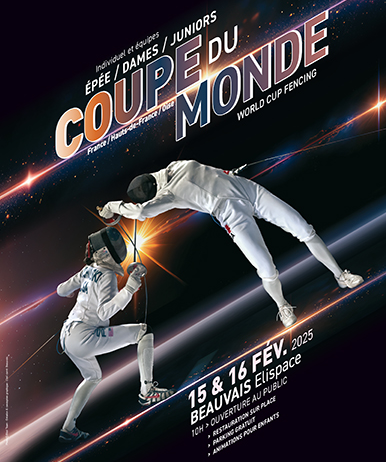 Individuel et équipes
ÉPÉE / DAMES / JUNIORS
COUPE DU
MONDE
France / Hauts-de-France / Oise
WORLD CUP FENCING
15 & 16 FÉV. 2025
BEAUVAIS Elispace
10H > OUVERTURE AU PUBLIC
> RESTAURATION SUR PLACE
> PARKING GRATUIT
> ANIMATIONS POUR ENFANTS